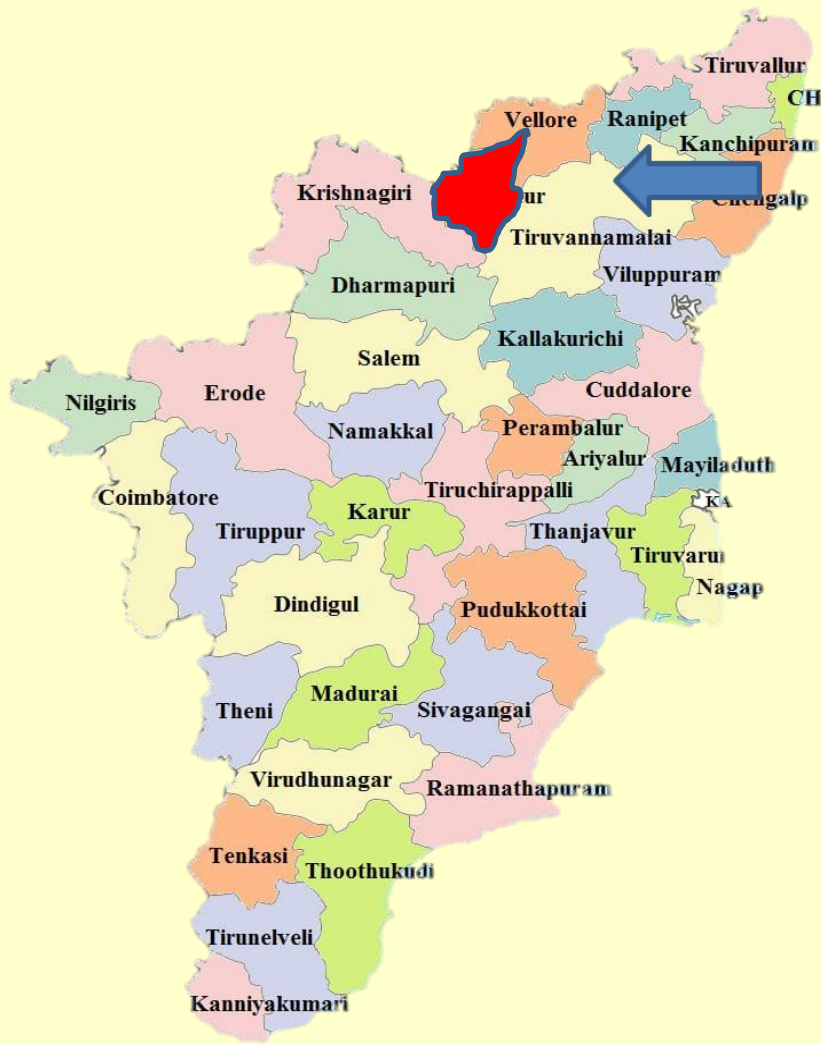 Tiruvallur
CH
Vellore
Ranipet
Kanchipuram
Krishnagiri
ur
Chengalp
Tiruvannamalai
Viluppuram
Dharmapuri
Kallakurichi
Salem
Cuddalore
Nilgiris
Erode
Namakkal
Perambalur
Ariyalur
Mayiladuth
Coimbatore
Tiruchirappalli
KA
Karur
Tiruppur
Thanjavur
Tiruvaru
Nagap
Dindigul
Pudukkottai
Madurai
Theni
Sivagangai
Virudhunagar
Ramanathapuram
Tenkasi
Thoothukudi
Tirunelveli
Kanniyakumari